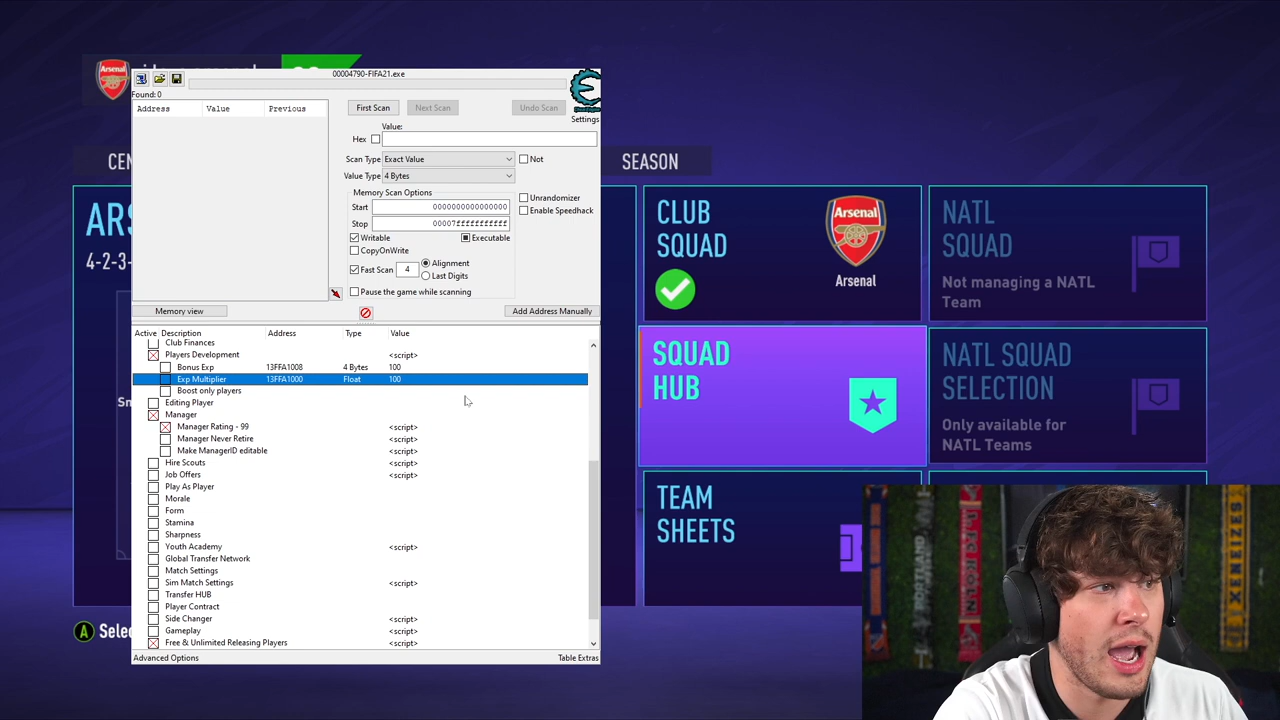 Arsenal
00004790-FIFA21.exe
Found: 0
Address Value Previous
First Scan Next Scan Undo Scan
Settings
Value:
Hex
Scan Type Exact Value Not
Value Type 4 Bytes
Memory Scan Options
Start 0000000000000000
Stop 00007fffffffffff
Unrandomizer
Enable Speedhack
Writable Executable
CopyOnWrite
Fast Scan 4 Alignment
Last Digits
Pause the game while scanning
Memory view Add Address Manually
Active Description Address Type Value
Club Finances
Players Development <script>
Bonus Exp 13FFA1008 4 Bytes 100
Exp Multiplier 13FFA1000 Float 100
Boost only players
Editing Player
Manager
Manager Rating - 99 <script>
Manager Never Retire <script>
Make ManagerID editable <script>
Hire Scouts <script>
Job Offers <script>
Play As Player
Morale
Form
Stamina
Sharpness
Youth Academy <script>
Global Transfer Network
Match Settings
Sim Match Settings <script>
Transfer HUB
Player Contract
Side Changer <script>
Gameplay <script>
Free & Unlimited Releasing Players <script>
Advanced Options Table Extras
CEN
SEASON
ARS
4-2-3-
CLUB
SQUAD
Arsenal
Arsenal
NATL
SQUAD
Not managing a NATL
Team
SQUAD
HUB
NATL SQUAD
SELECTION
Only available for
NATL Teams
TEAM
SHEETS
A Sele
XENEIZES